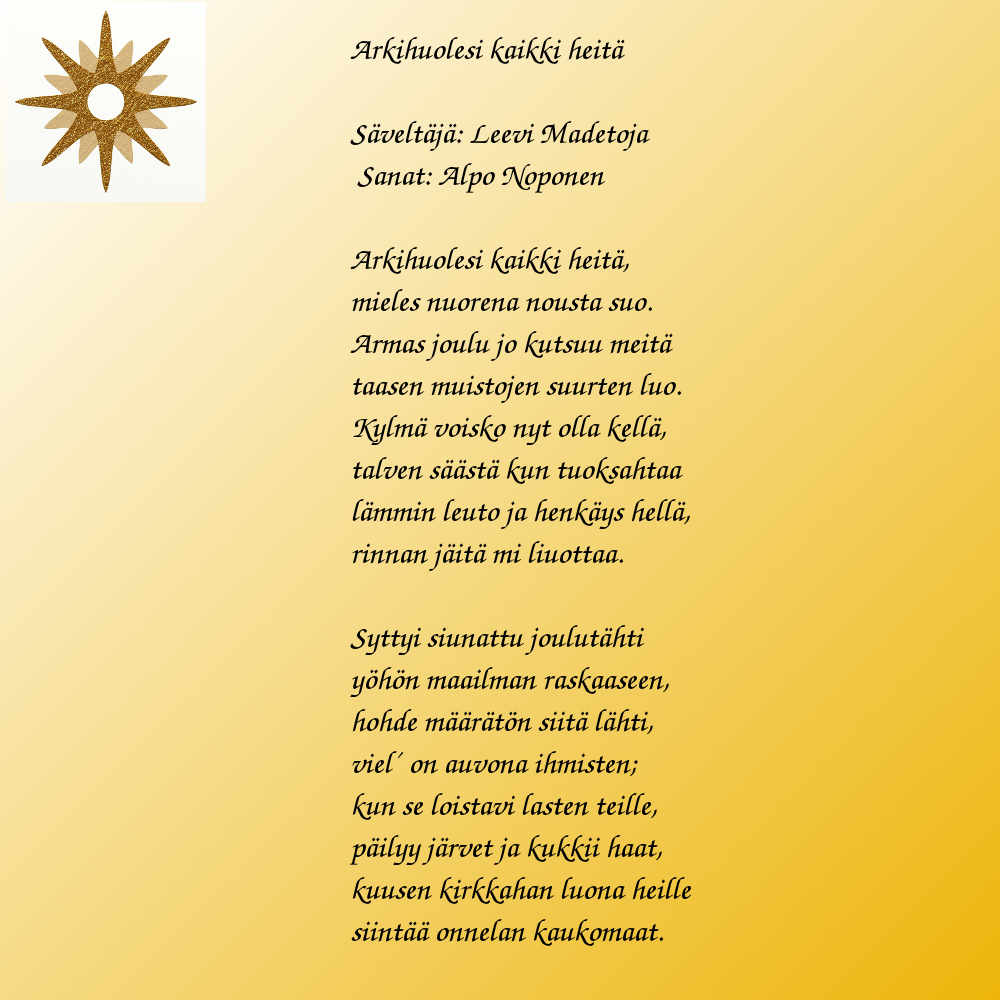 Arkihuolesi kaikki heitä
Säveltäjä: Leevi Madetoja
Sanat: Alpo Noponen
Arkihuolesi kaikki heitä,
mieles nuorena nousta suo.
Armas joulu jo kutsuu meitä
taasen muistojen suurten luo.
Kylmä voisko nyt olla kellä,
talven säästä kun tuoksahtaa
lämmin leuto ja henkäys hellä,
rinnan jäitä mi liuottaa.
Syttyi siunattu joulutähti
yöhön maailman raskaaseen,
hohde määrätön siitä lähti,
viel´ on auvona ihmisten;
kun se loistavi lasten teille,
päilyy järvet ja kukkii haat,
kuusen kirkkahan luona heille
siintää onnelan kaukomaat.